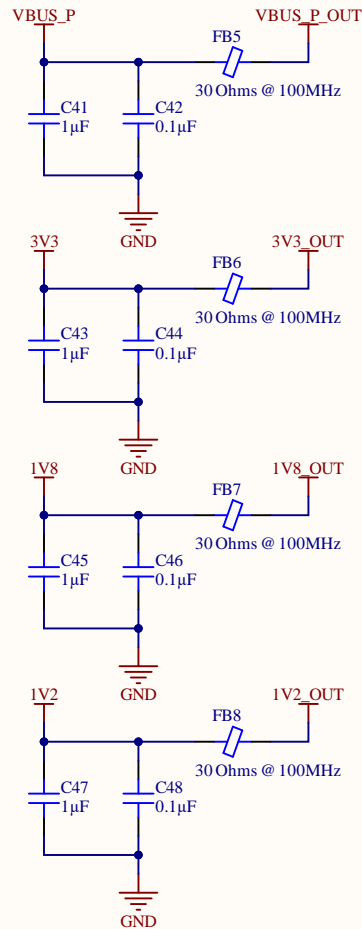 VBUS_P
VBUS_P_OUT
FB5
30 Ohms @ 100MHz
C41
1µF
C42
0.1µF
GND
3V3
3V3_OUT
FB6
30 Ohms @ 100MHz
C43
1µF
C44
0.1µF
GND
1V8
1V8_OUT
FB7
30 Ohms @ 100MHz
C45
1µF
C46
0.1µF
GND
1V2
1V2_OUT
FB8
30 Ohms @ 100MHz
C47
1µF
C48
0.1µF
GND